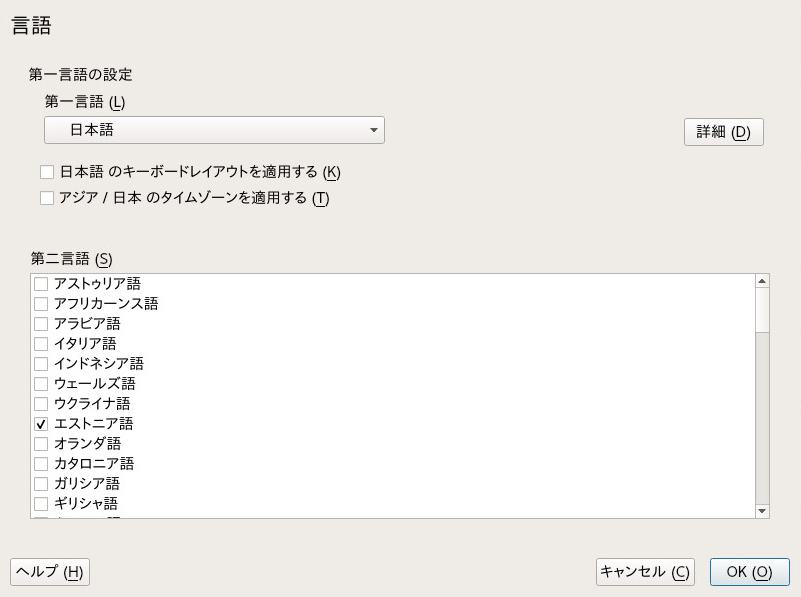 言語
第一言語の設定
第一言語 (L)
日本語
詳細 (D)
日本語 のキーボードレイアウトを適用する (K)
アジア / 日本 のタイムゾーンを適用する (T)
第二言語 (S)
アストゥリア語
アフリカーンス語
アラビア語
イタリア語
インドネシア語
ウェールズ語
ウクライナ語
エストニア語
オランダ語
カタロニア語
ガリシア語
ギリシャ語
ヘルプ (H)
キャンセル (C)
OK (O)